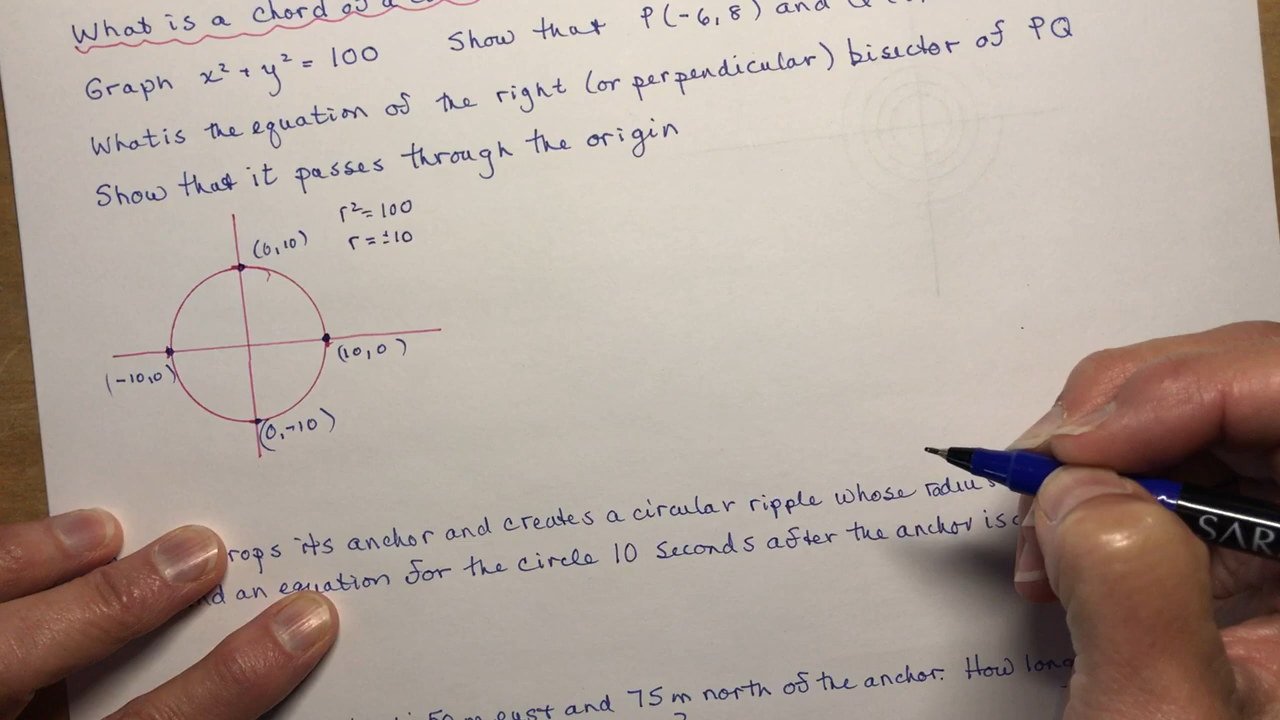 What is a chord of a
Graph x² + y² = 100 Show that P(-6,8) and Q
What is the equation of the right (or perpendicular) bisector of PQ
Show that it passes through the origin
r² = 100
r = ±10
(0,10)
(10,0)
(-10,0)
(0,-10)
rops its anchor and creates a circular ripple whose radius
d an equation for the circle 10 seconds after the anchor is
50 m east and 75 m north of the anchor. How long
SAR